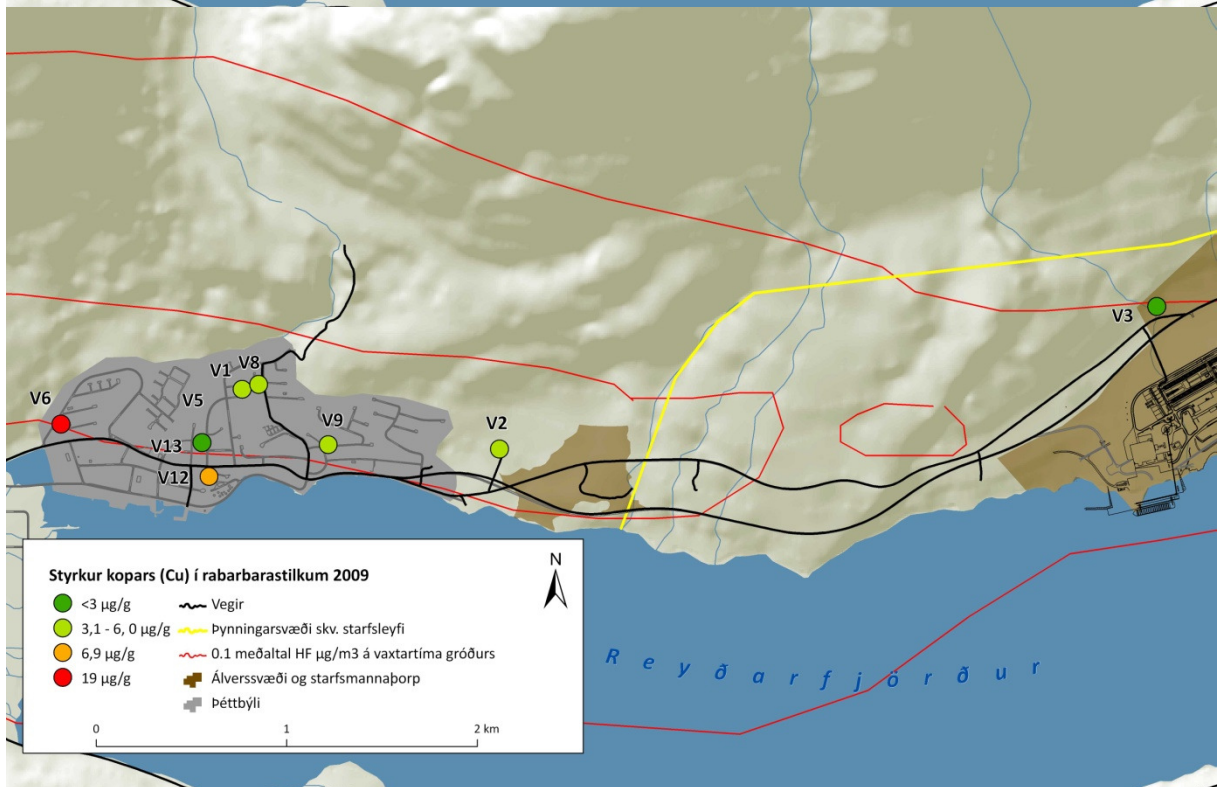 V6
V1
V8
V5
V9
V13
V12
V2
V3
Styrkur kopars (Cu) í rabarbarastilkum 2009
<3 µg/g
3,1 - 6, 0 µg/g
6,9 µg/g
19 µg/g
Vegir
Þynningarsvæði skv. starfsleyfi
0.1 meðaltal HF µg/m3 á vaxtartíma gróðurs
Álverssvæði og starfsmannaþorp
Þéttbýli
N
0 1 2 km
Reyðarfjörður